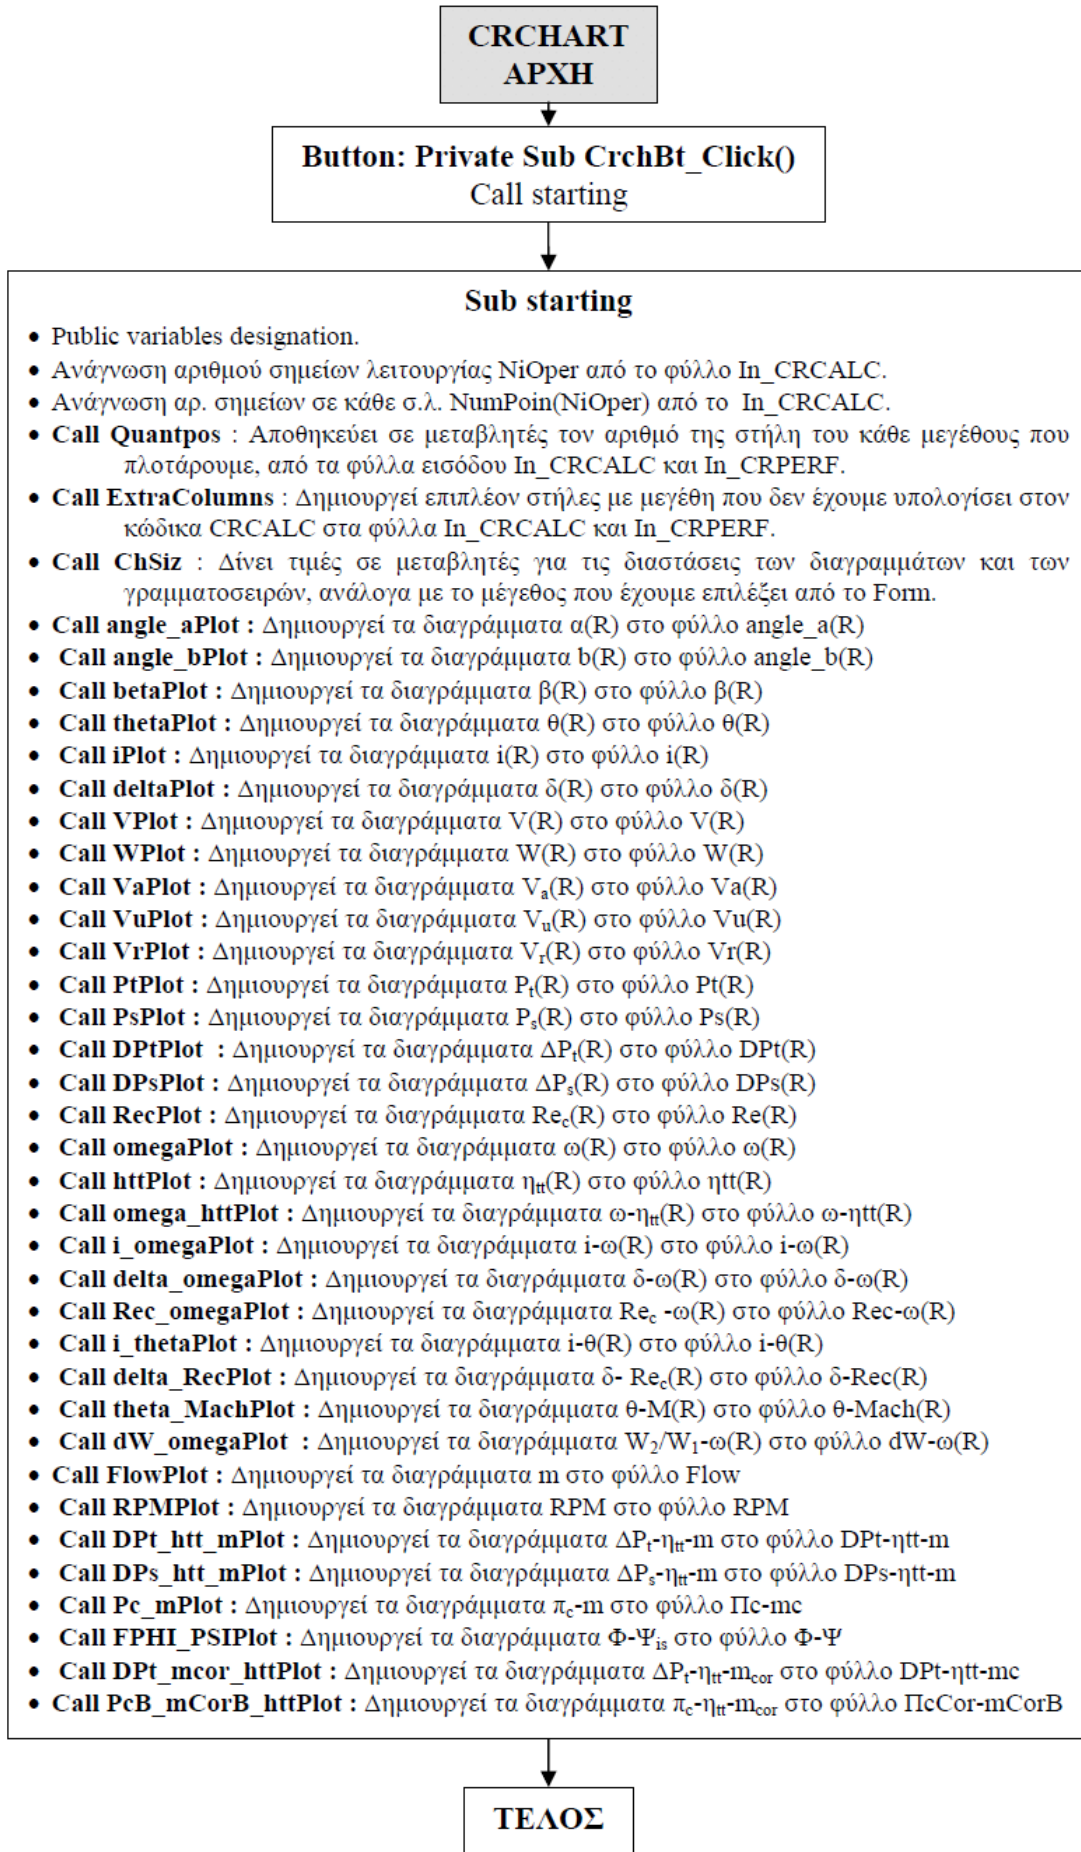 CRCHART
ΑΡΧΗ
Button: Private Sub CrchBt_Click()
Call starting
Sub starting
• Public variables designation.
• Ανάγνωση αριθμού σημείων λειτουργίας NiOper από το φύλλο In_CRCALC.
• Ανάγνωση αρ. σημείων σε κάθε σ.λ. NumPoin(NiOper) από το In_CRCALC.
• Call Quantpos : Αποθηκεύει σε μεταβλητές τον αριθμό της στήλη του κάθε μεγέθους που
πλοτάρουμε, από τα φύλλα εισόδου In_CRCALC και In_CRPERF.
• Call ExtraColumns : Δημιουργεί επιπλέον στήλες με μεγέθη που δεν έχουμε υπολογίσει στον
κώδικα CRCALC στα φύλλα In_CRCALC και In_CRPERF.
• Call ChSiz : Δίνει τιμές σε μεταβλητές για τις διαστάσεις των διαγραμμάτων και των
γραμματοσειρών, ανάλογα με το μέγεθος που έχουμε επιλέξει από το Form.
• Call angle_aPlot : Δημιουργεί τα διαγράμματα α(R) στο φύλλο angle_a(R)
• Call angle_bPlot : Δημιουργεί τα διαγράμματα b(R) στο φύλλο angle_b(R)
• Call betaPlot : Δημιουργεί τα διαγράμματα β(R) στο φύλλο β(R)
• Call thetaPlot : Δημιουργεί τα διαγράμματα θ(R) στο φύλλο θ(R)
• Call iPlot : Δημιουργεί τα διαγράμματα i(R) στο φύλλο i(R)
• Call deltaPlot : Δημιουργεί τα διαγράμματα δ(R) στο φύλλο δ(R)
• Call VPlot : Δημιουργεί τα διαγράμματα V(R) στο φύλλο V(R)
• Call WPlot : Δημιουργεί τα διαγράμματα W(R) στο φύλλο W(R)
• Call VaPlot : Δημιουργεί τα διαγράμματα Va(R) στο φύλλο Va(R)
• Call VuPlot : Δημιουργεί τα διαγράμματα Vu(R) στο φύλλο Vu(R)
• Call VrPlot : Δημιουργεί τα διαγράμματα Vr(R) στο φύλλο Vr(R)
• Call PtPlot : Δημιουργεί τα διαγράμματα Pt(R) στο φύλλο Pt(R)
• Call PsPlot : Δημιουργεί τα διαγράμματα Ps(R) στο φύλλο Ps(R)
• Call DPtPlot : Δημιουργεί τα διαγράμματα ΔPt(R) στο φύλλο DPt(R)
• Call DPsPlot : Δημιουργεί τα διαγράμματα ΔPs(R) στο φύλλο DPs(R)
• Call RecPlot : Δημιουργεί τα διαγράμματα Rec(R) στο φύλλο Re(R)
• Call omegaPlot : Δημιουργεί τα διαγράμματα ω(R) στο φύλλο ω(R)
• Call httPlot : Δημιουργεί τα διαγράμματα ηtt(R) στο φύλλο ηtt(R)
• Call omega_httPlot : Δημιουργεί τα διαγράμματα ω-ηtt(R) στο φύλλο ω-ηtt(R)
• Call i_omegaPlot : Δημιουργεί τα διαγράμματα i-ω(R) στο φύλλο i-ω(R)
• Call delta_omegaPlot : Δημιουργεί τα διαγράμματα δ-ω(R) στο φύλλο δ-ω(R)
• Call Rec_omegaPlot : Δημιουργεί τα διαγράμματα Rec -ω(R) στο φύλλο Rec-ω(R)
• Call i_thetaPlot : Δημιουργεί τα διαγράμματα i-θ(R) στο φύλλο i-θ(R)
• Call delta_RecPlot : Δημιουργεί τα διαγράμματα δ- Rec(R) στο φύλλο δ-Rec(R)
• Call theta_MachPlot : Δημιουργεί τα διαγράμματα θ-M(R) στο φύλλο θ-Mach(R)
• Call dW_omegaPlot : Δημιουργεί τα διαγράμματα W2/W1-ω(R) στο φύλλο dW-ω(R)
• Call FlowPlot : Δημιουργεί τα διαγράμματα m στο φύλλο Flow
• Call RPMPlot : Δημιουργεί τα διαγράμματα RPM στο φύλλο RPM
• Call DPt_htt_mPlot : Δημιουργεί τα διαγράμματα ΔPt-ηtt-m στο φύλλο DPt-ηtt-m
• Call DPs_htt_mPlot : Δημιουργεί τα διαγράμματα ΔPs-ηtt-m στο φύλλο DPs-ηtt-m
• Call Pc_mPlot : Δημιουργεί τα διαγράμματα πc-m στο φύλλο Πc-mc
• Call FPHI_PSIPlot : Δημιουργεί τα διαγράμματα Φ-Ψis στο φύλλο Φ-Ψ
• Call DPt_mcor_httPlot : Δημιουργεί τα διαγράμματα ΔPt-ηtt-mcor στο φύλλο DPt-ηtt-mc
• Call PcB_mCorB_httPlot : Δημιουργεί τα διαγράμματα πc-ηtt-mcor στο φύλλο ΠcCor-mCorB
ΤΕΛΟΣ